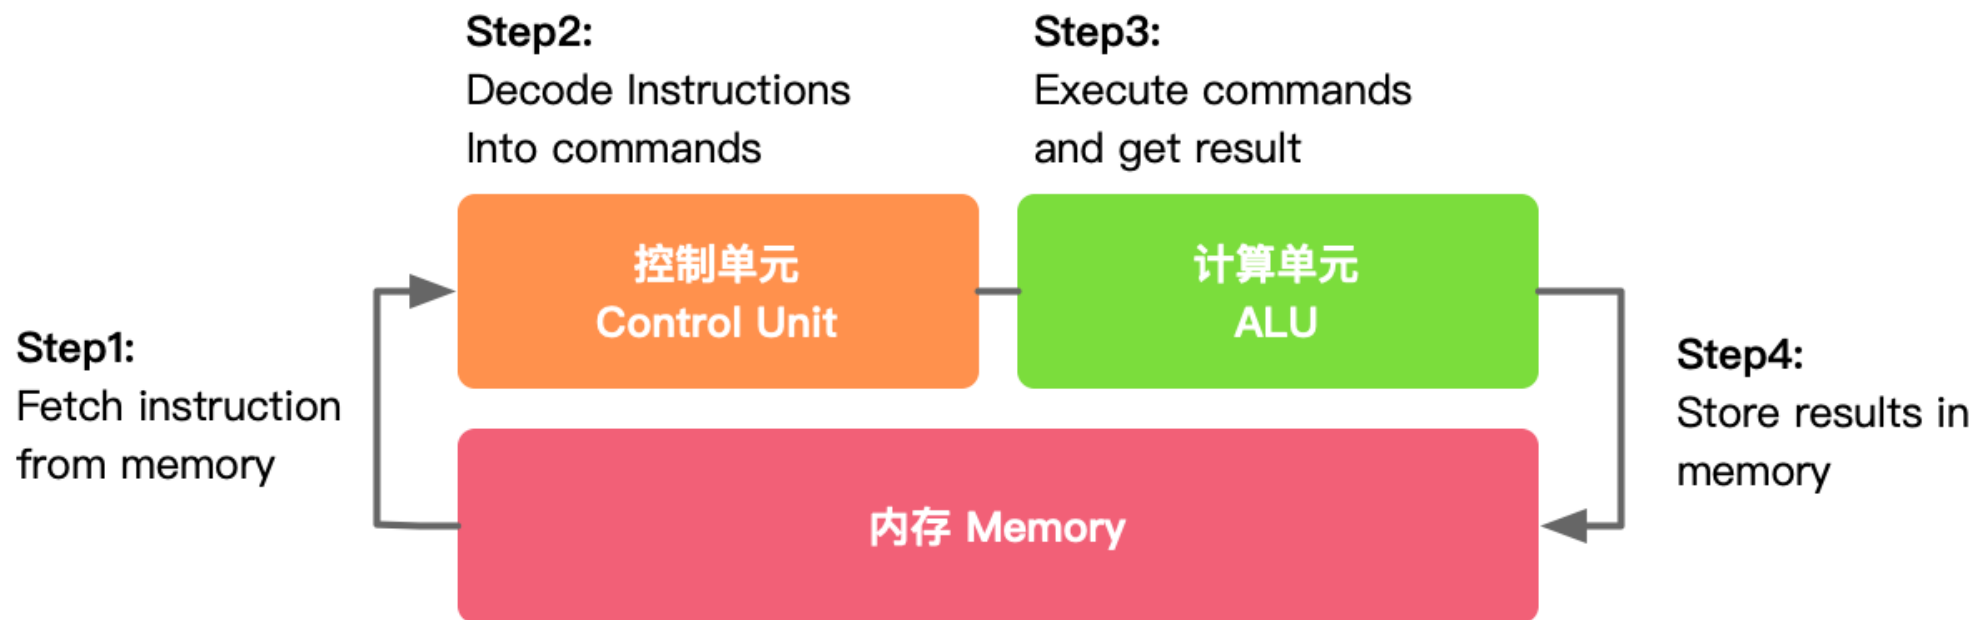 Step1:
Fetch instruction
from memory
Step2:
Decode Instructions
Into commands
Step3:
Execute commands
and get result
控制单元
Control Unit
计算单元
ALU
Step4:
Store results in
memory
内存 Memory